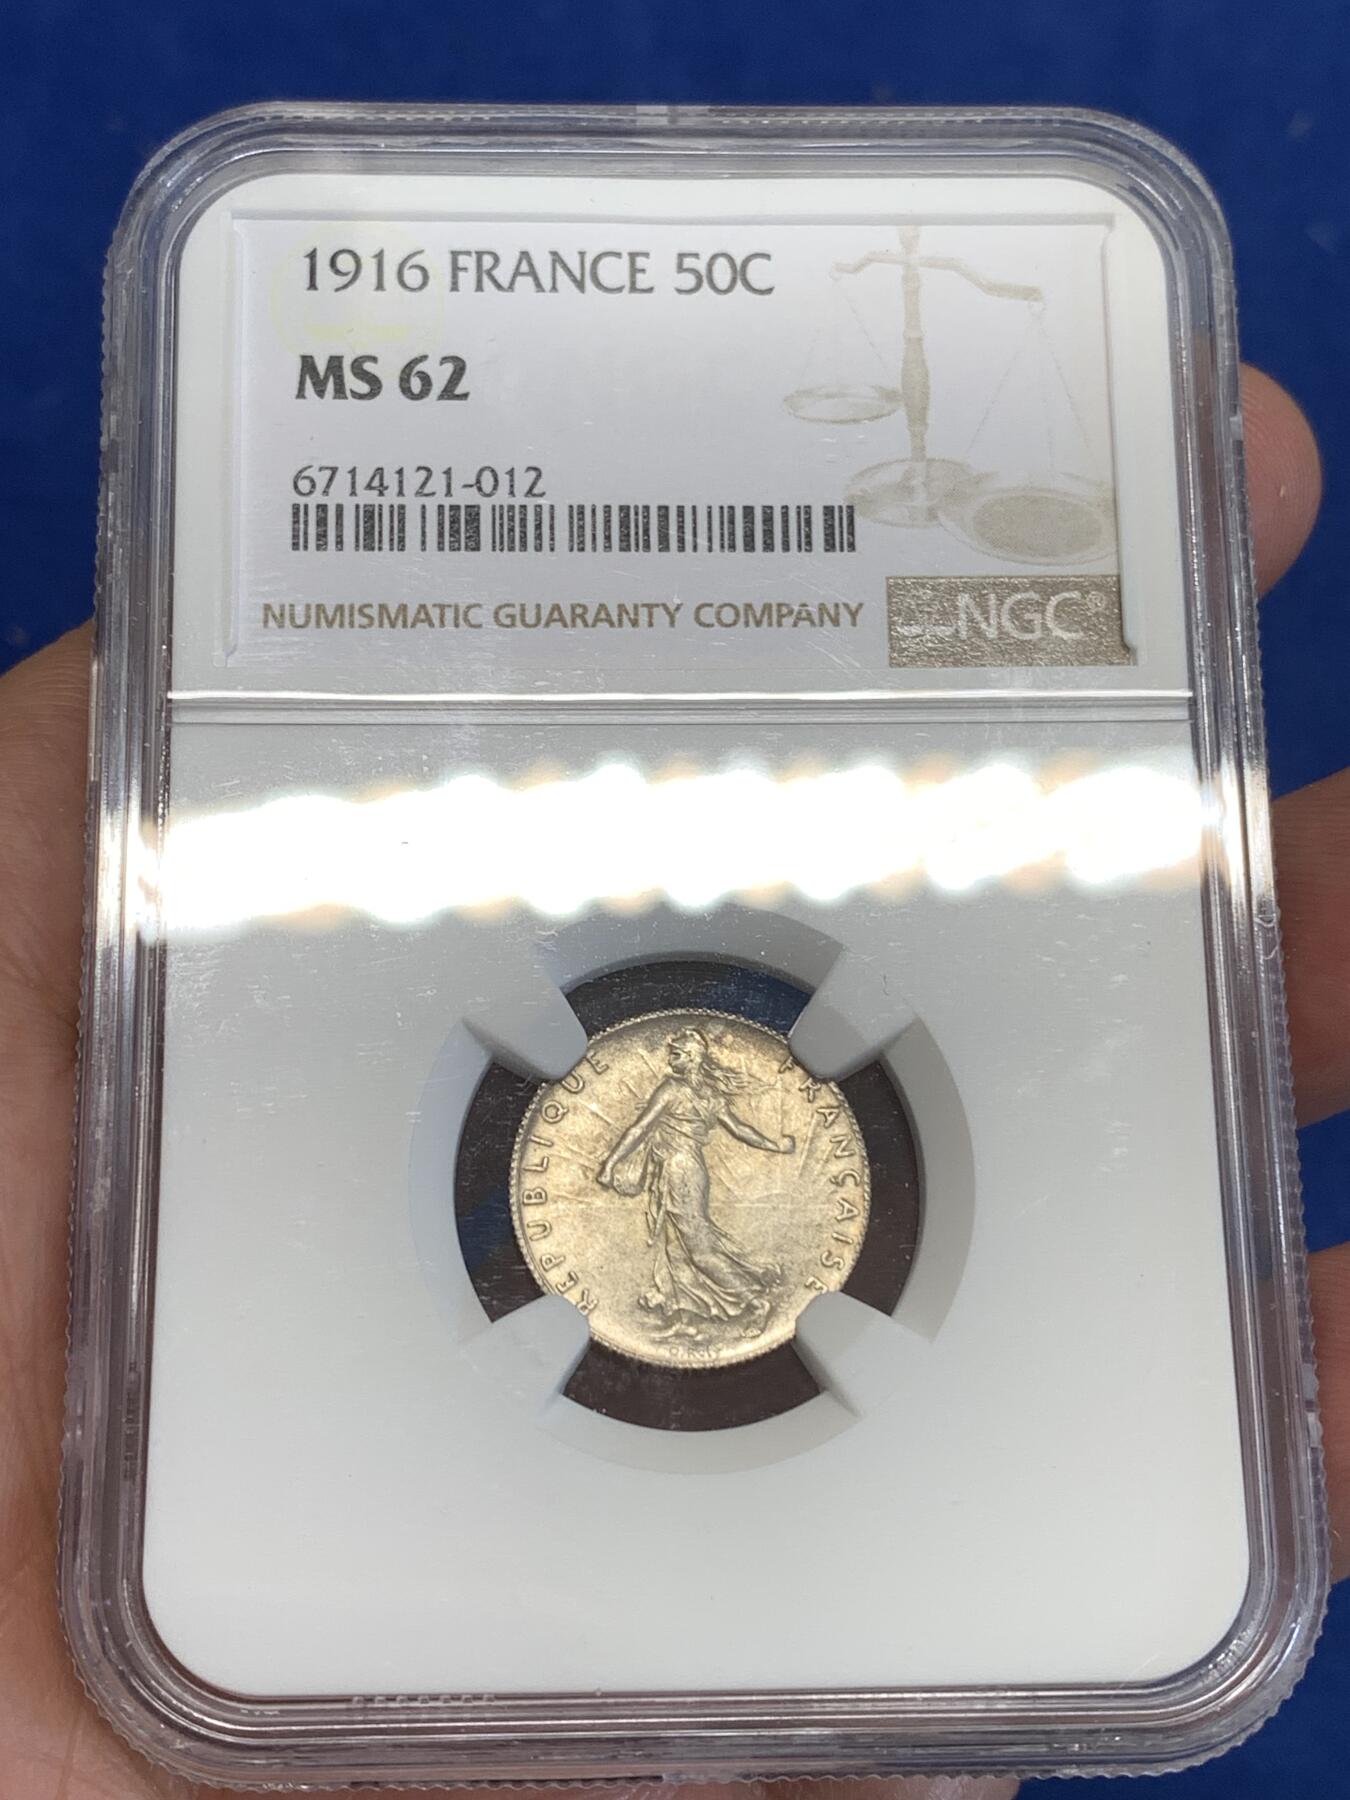 1916 FRANCE 50C
MS 62
6714121-012
NUMISMATIC GUARANTY COMPANY
NGC®
REPUBLIQUE FRANÇAISE